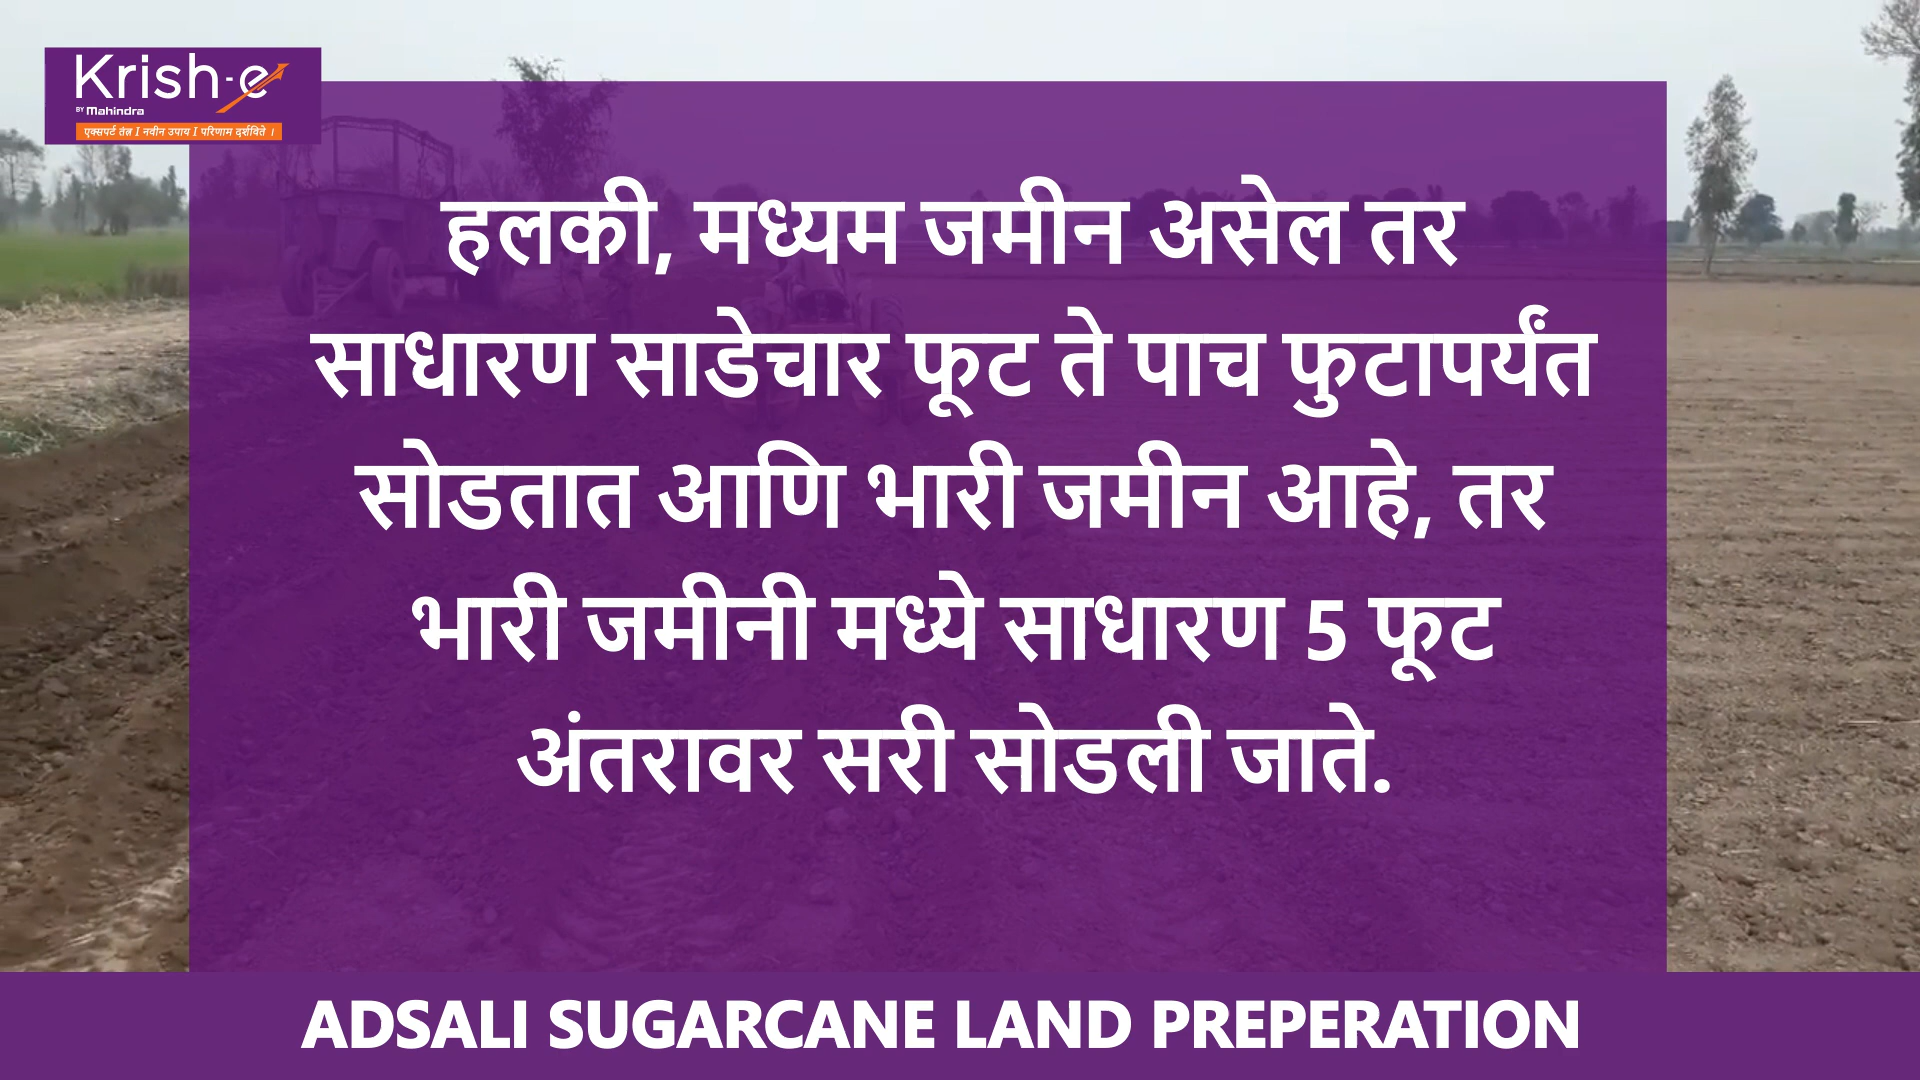 Krish-e
BY Mahindra
एक्सपर्ट तंत्र I नवीन उपाय I परिणाम दर्शविते ।
हलकी, मध्यम जमीन असेल तर
साधारण साडेचार फूट ते पाच फुटापर्यंत
सोडतात आणि भारी जमीन आहे, तर
भारी जमीनी मध्ये साधारण 5 फूट
अंतरावर सरी सोडली जाते.
ADSALI SUGARCANE LAND PREPERATION